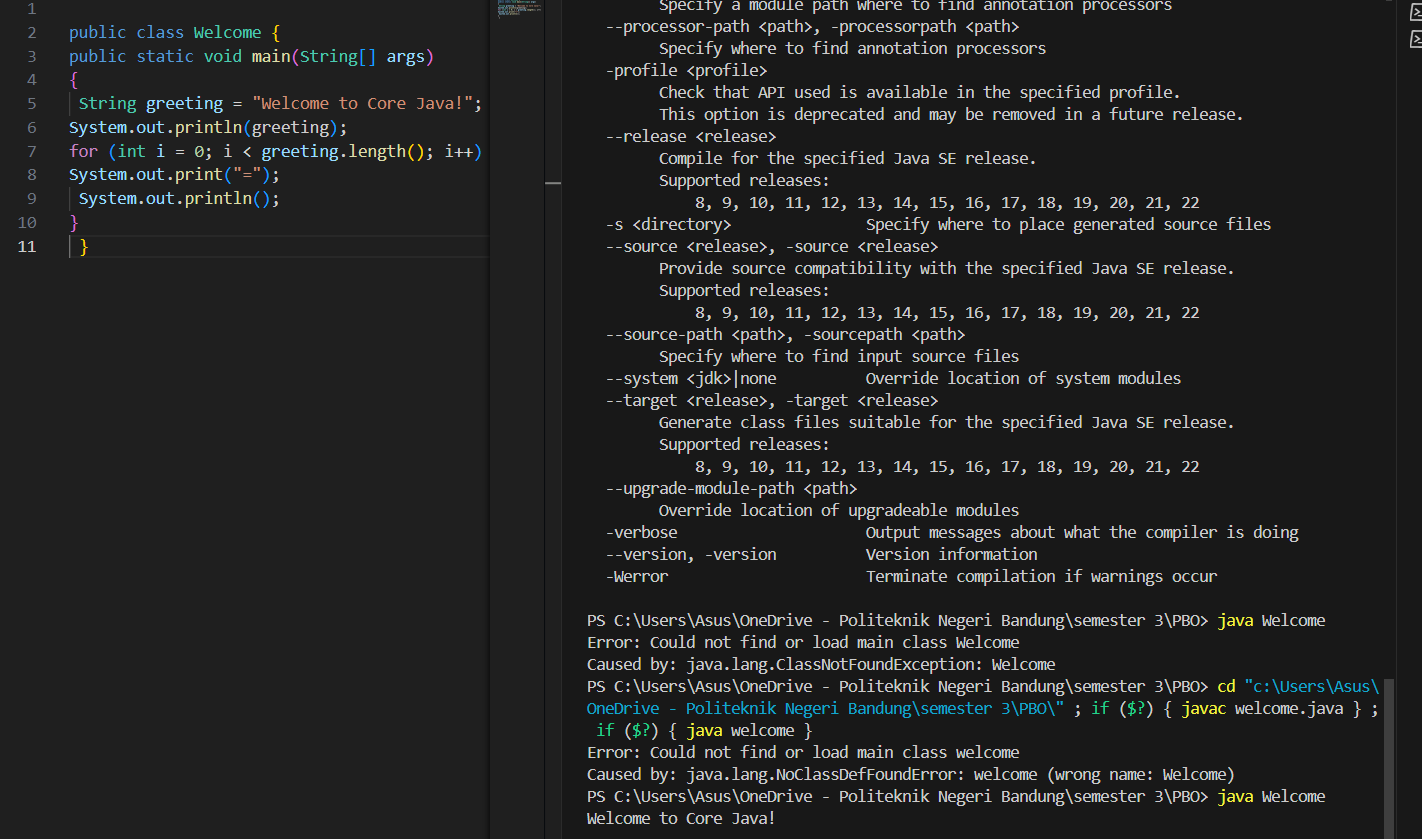 1
2 public class Welcome {
3 public static void main(String[] args)
4 {
5 String greeting = "Welcome to Core Java!";
6 System.out.println(greeting);
7 for (int i = 0; i < greeting.length(); i++)
8 System.out.print("=");
9 System.out.println();
10 }
11 }
Specify a module path where to find annotation processors
--processor-path <path>, -processorpath <path>
Specify where to find annotation processors
-profile <profile>
Check that API used is available in the specified profile.
This option is deprecated and may be removed in a future release.
--release <release>
Compile for the specified Java SE release.
Supported releases:
8, 9, 10, 11, 12, 13, 14, 15, 16, 17, 18, 19, 20, 21, 22
-s <directory> Specify where to place generated source files
--source <release>, -source <release>
Provide source compatibility with the specified Java SE release.
Supported releases:
8, 9, 10, 11, 12, 13, 14, 15, 16, 17, 18, 19, 20, 21, 22
--source-path <path>, -sourcepath <path>
Specify where to find input source files
--system <jdk>|none Override location of system modules
--target <release>, -target <release>
Generate class files suitable for the specified Java SE release.
Supported releases:
8, 9, 10, 11, 12, 13, 14, 15, 16, 17, 18, 19, 20, 21, 22
--upgrade-module-path <path>
Override location of upgradeable modules
-verbose Output messages about what the compiler is doing
--version, -version Version information
-Werror Terminate compilation if warnings occur
PS C:\Users\Asus\OneDrive - Politeknik Negeri Bandung\semester 3\PBO> java Welcome
Error: Could not find or load main class Welcome
Caused by: java.lang.ClassNotFoundException: Welcome
PS C:\Users\Asus\OneDrive - Politeknik Negeri Bandung\semester 3\PBO> cd "c:\Users\Asus\
OneDrive - Politeknik Negeri Bandung\semester 3\PBO\" ; if ($?) { javac welcome.java } ;
if ($?) { java welcome }
Error: Could not find or load main class welcome
Caused by: java.lang.NoClassDefFoundError: welcome (wrong name: Welcome)
PS C:\Users\Asus\OneDrive - Politeknik Negeri Bandung\semester 3\PBO> java Welcome
Welcome to Core Java!